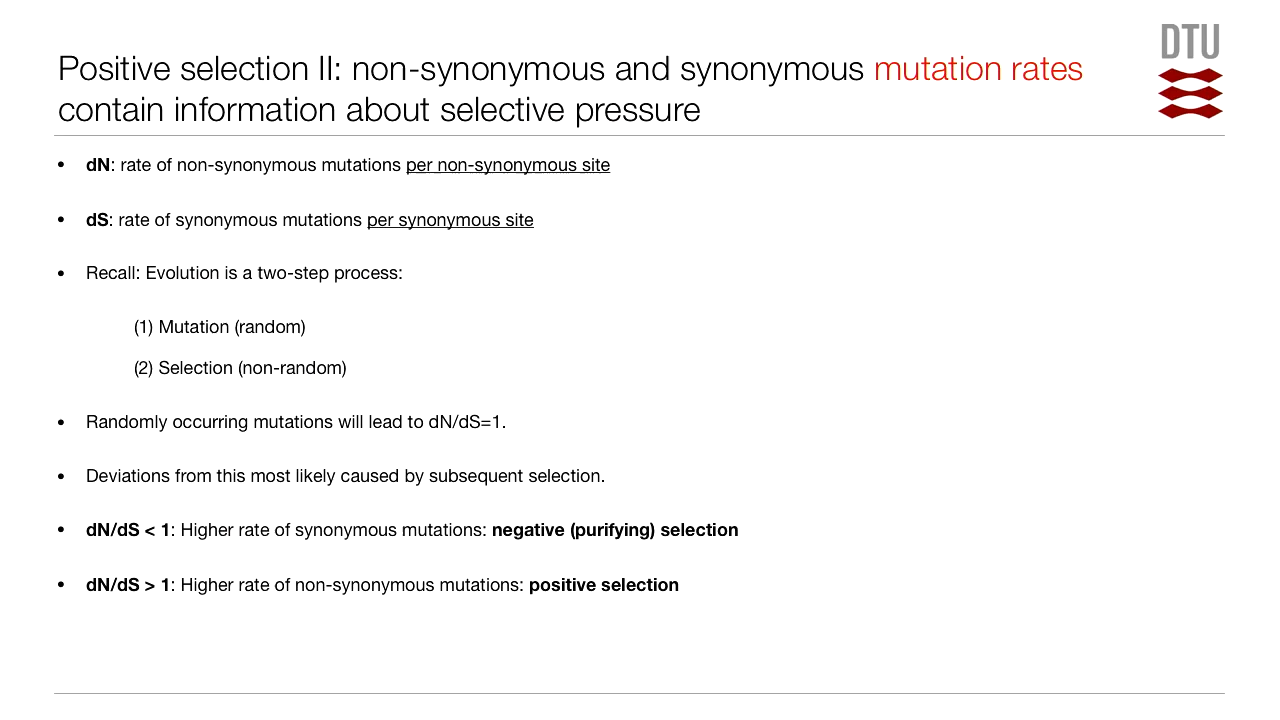 DTU
Positive selection II: non-synonymous and synonymous mutation rates
contain information about selective pressure
• dN: rate of non-synonymous mutations per non-synonymous site
• dS: rate of synonymous mutations per synonymous site
• Recall: Evolution is a two-step process:
(1) Mutation (random)
(2) Selection (non-random)
• Randomly occurring mutations will lead to dN/dS=1.
• Deviations from this most likely caused by subsequent selection.
• dN/dS < 1: Higher rate of synonymous mutations: negative (purifying) selection
• dN/dS > 1: Higher rate of non-synonymous mutations: positive selection